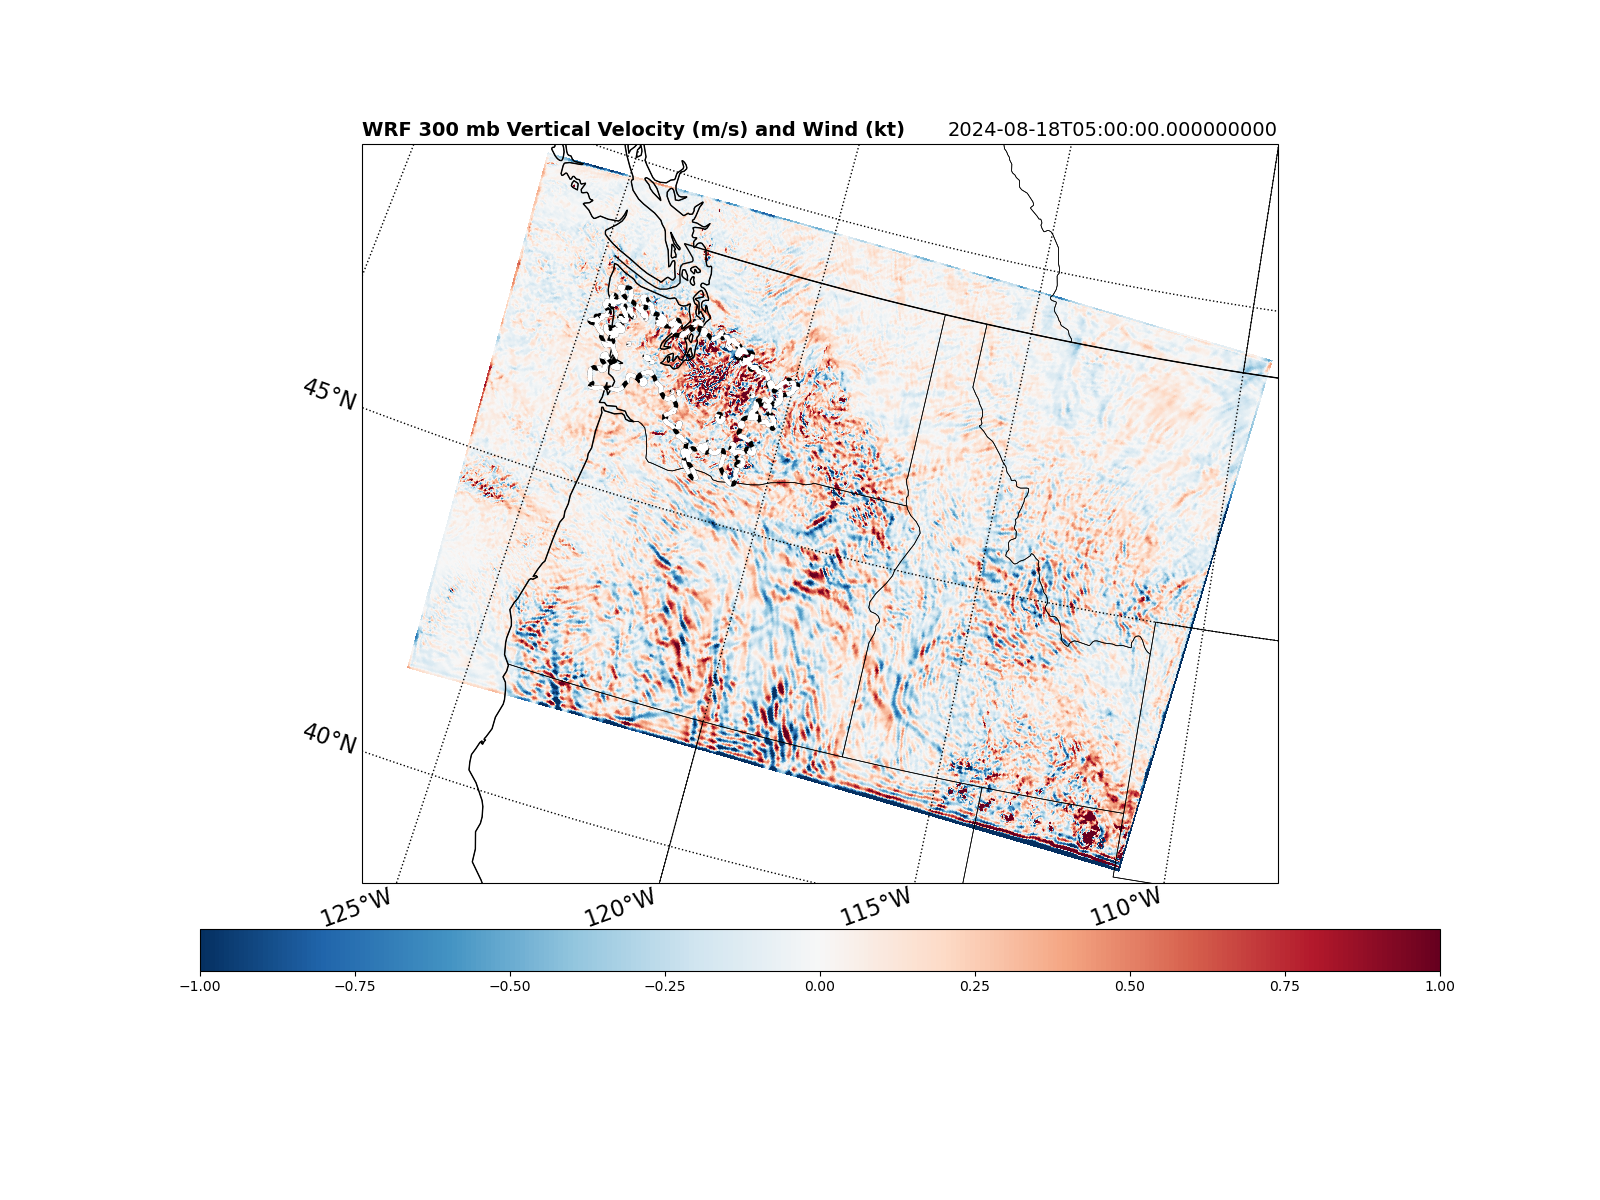 WRF 300 mb Vertical Velocity (m/s) and Wind (kt) 2024-08-18T05:00:00.000000000
45°N
40°N
125°W 120°W 115°W 110°W
−1.00 −0.75 −0.50 −0.25 0.00 0.25 0.50 0.75 1.00